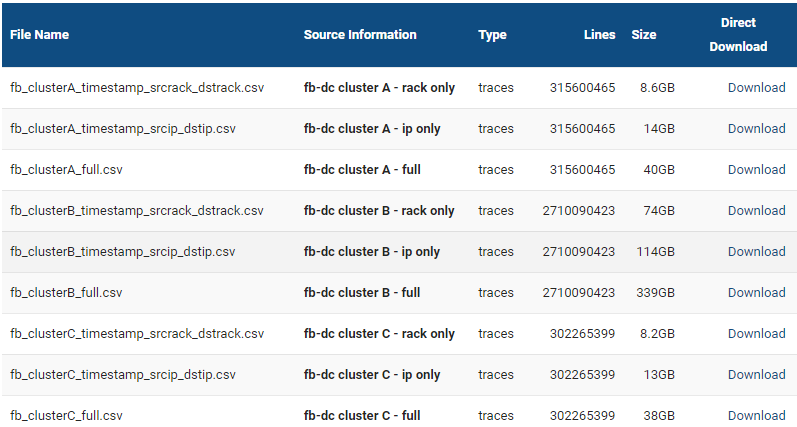 File Name Source Information Type Lines Size Direct Download
fb_clusterA_timestamp_srcrack_dstrack.csv fb-dc cluster A - rack only traces 315600465 8.6GB Download
fb_clusterA_timestamp_srcip_dstip.csv fb-dc cluster A - ip only traces 315600465 14GB Download
fb_clusterA_full.csv fb-dc cluster A - full traces 315600465 40GB Download
fb_clusterB_timestamp_srcrack_dstrack.csv fb-dc cluster B - rack only traces 2710090423 74GB Download
fb_clusterB_timestamp_srcip_dstip.csv fb-dc cluster B - ip only traces 2710090423 114GB Download
fb_clusterB_full.csv fb-dc cluster B - full traces 2710090423 339GB Download
fb_clusterC_timestamp_srcrack_dstrack.csv fb-dc cluster C - rack only traces 302265399 8.2GB Download
fb_clusterC_timestamp_srcip_dstip.csv fb-dc cluster C - ip only traces 302265399 13GB Download
fb_clusterC_full.csv fb-dc cluster C - full traces 302265399 38GB Download